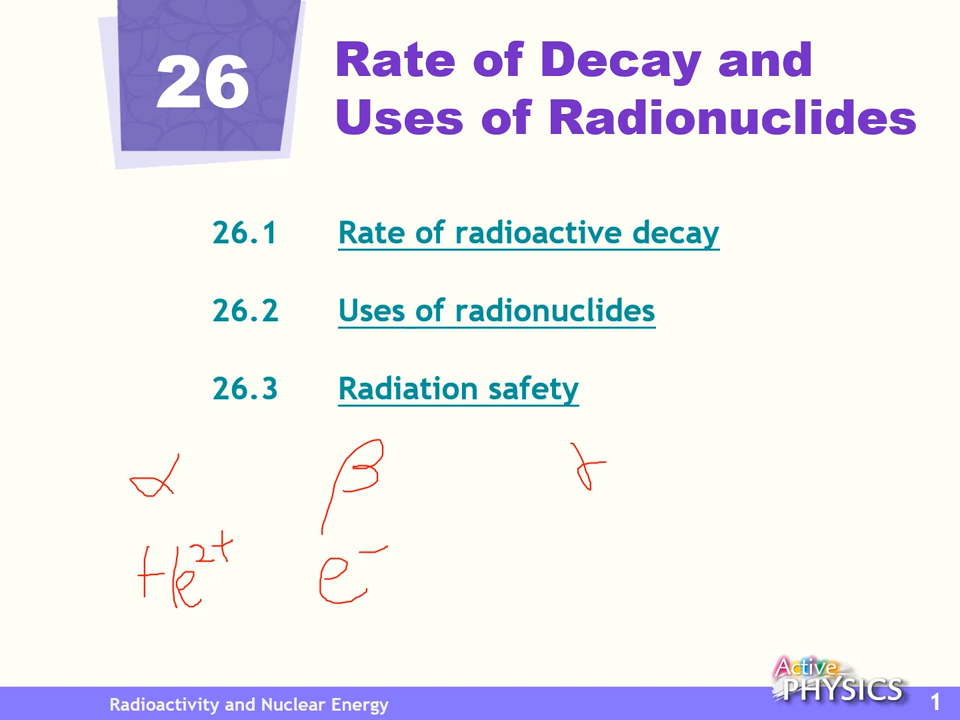 26
Rate of Decay and
Uses of Radionuclides
26.1 Rate of radioactive decay
26.2 Uses of radionuclides
26.3 Radiation safety
α β γ
He²⁺ e⁻
Active
PHYSICS
Radioactivity and Nuclear Energy 1